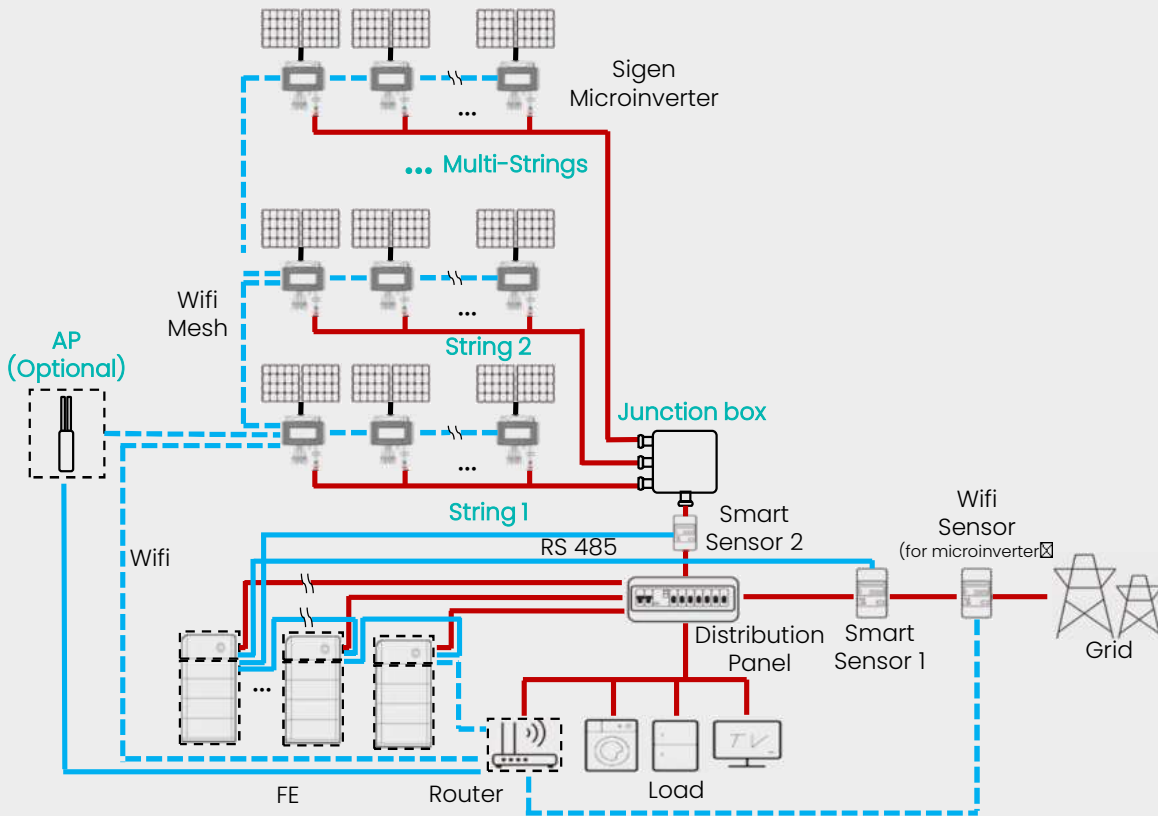 Sigen
Microinverter
...
... Multi-Strings
Wifi
Mesh
...
String 2
AP
(Optional)
Junction box
...
String 1
Smart
Sensor 2
Wifi
Sensor
(for microinverter
RS 485
Wifi
Distribution
Panel
Smart
Sensor 1
Grid
...
TV
FE
Router
Load